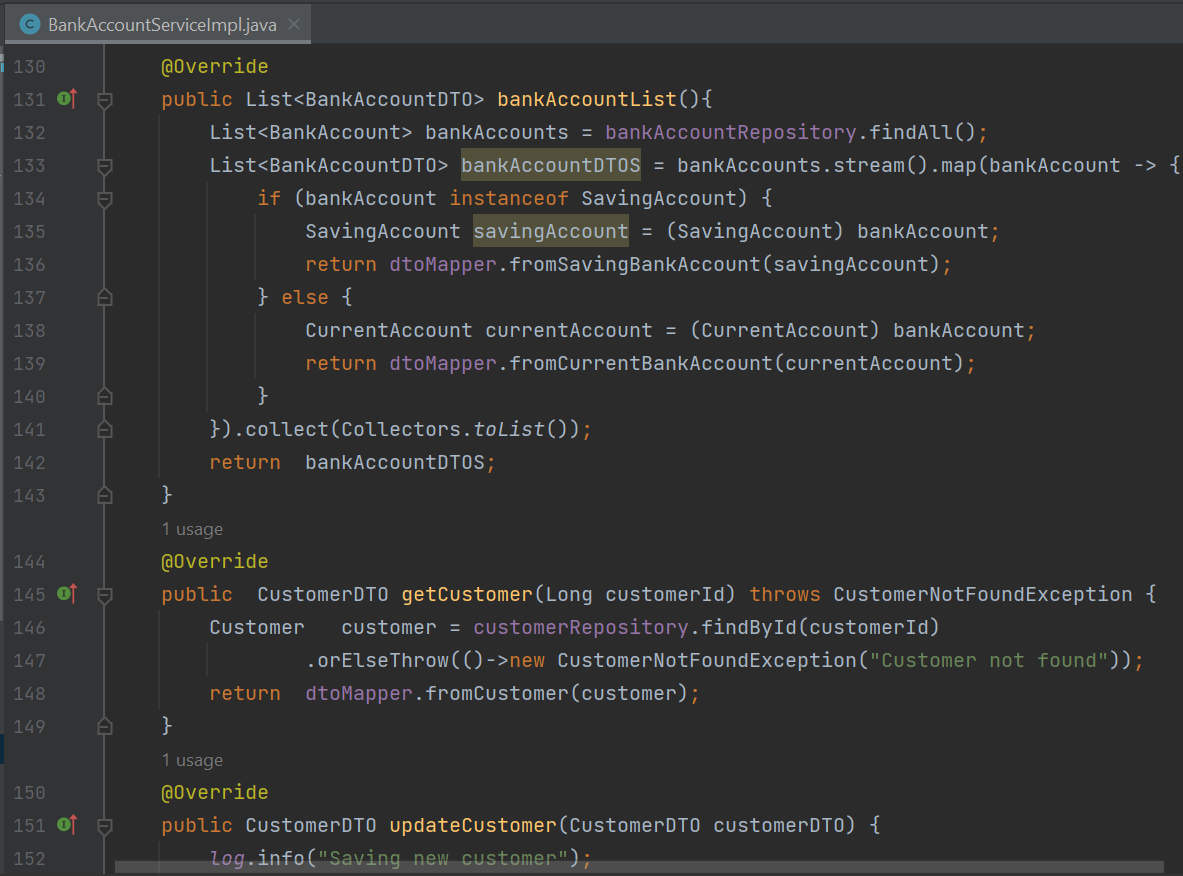 C BankAccountServiceImpl.java
130 @Override
131 I public List<BankAccountDTO> bankAccountList(){
132 List<BankAccount> bankAccounts = bankAccountRepository.findAll();
133 List<BankAccountDTO> bankAccountDTOS = bankAccounts.stream().map(bankAccount -> {
134 if (bankAccount instanceof SavingAccount) {
135 SavingAccount savingAccount = (SavingAccount) bankAccount;
136 return dtoMapper.fromSavingBankAccount(savingAccount);
137 } else {
138 CurrentAccount currentAccount = (CurrentAccount) bankAccount;
139 return dtoMapper.fromCurrentBankAccount(currentAccount);
140 }
141 }).collect(Collectors.toList());
142 return bankAccountDTOS;
143 }
1 usage
144 @Override
145 I public CustomerDTO getCustomer(Long customerId) throws CustomerNotFoundException {
146 Customer customer = customerRepository.findById(customerId)
147 .orElseThrow(()->new CustomerNotFoundException("Customer not found"));
148 return dtoMapper.fromCustomer(customer);
149 }
1 usage
150 @Override
151 I public CustomerDTO updateCustomer(CustomerDTO customerDTO) {
152 log.info("Saving new customer");